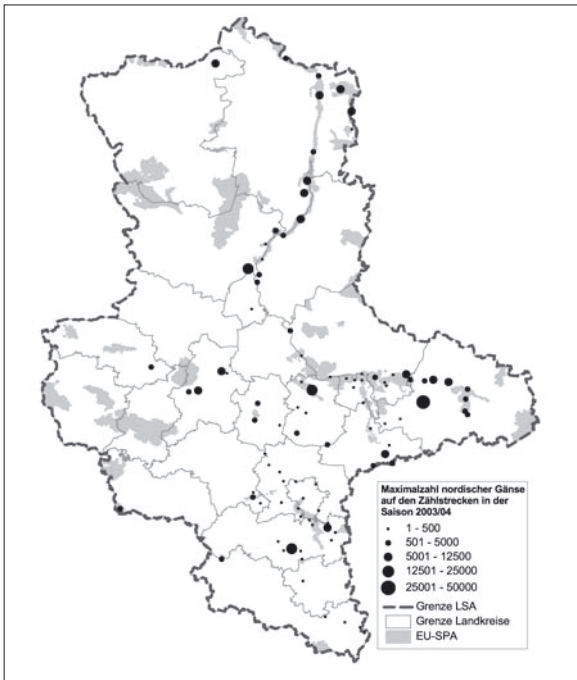 Maximalzahl nordischer Gänse
auf den Zählstrecken in der
Saison 2003/04
1 - 500
501 - 5000
5001 - 12500
12501 - 25000
25001 - 50000
Grenze LSA
Grenze Landkreise
EU-SPA